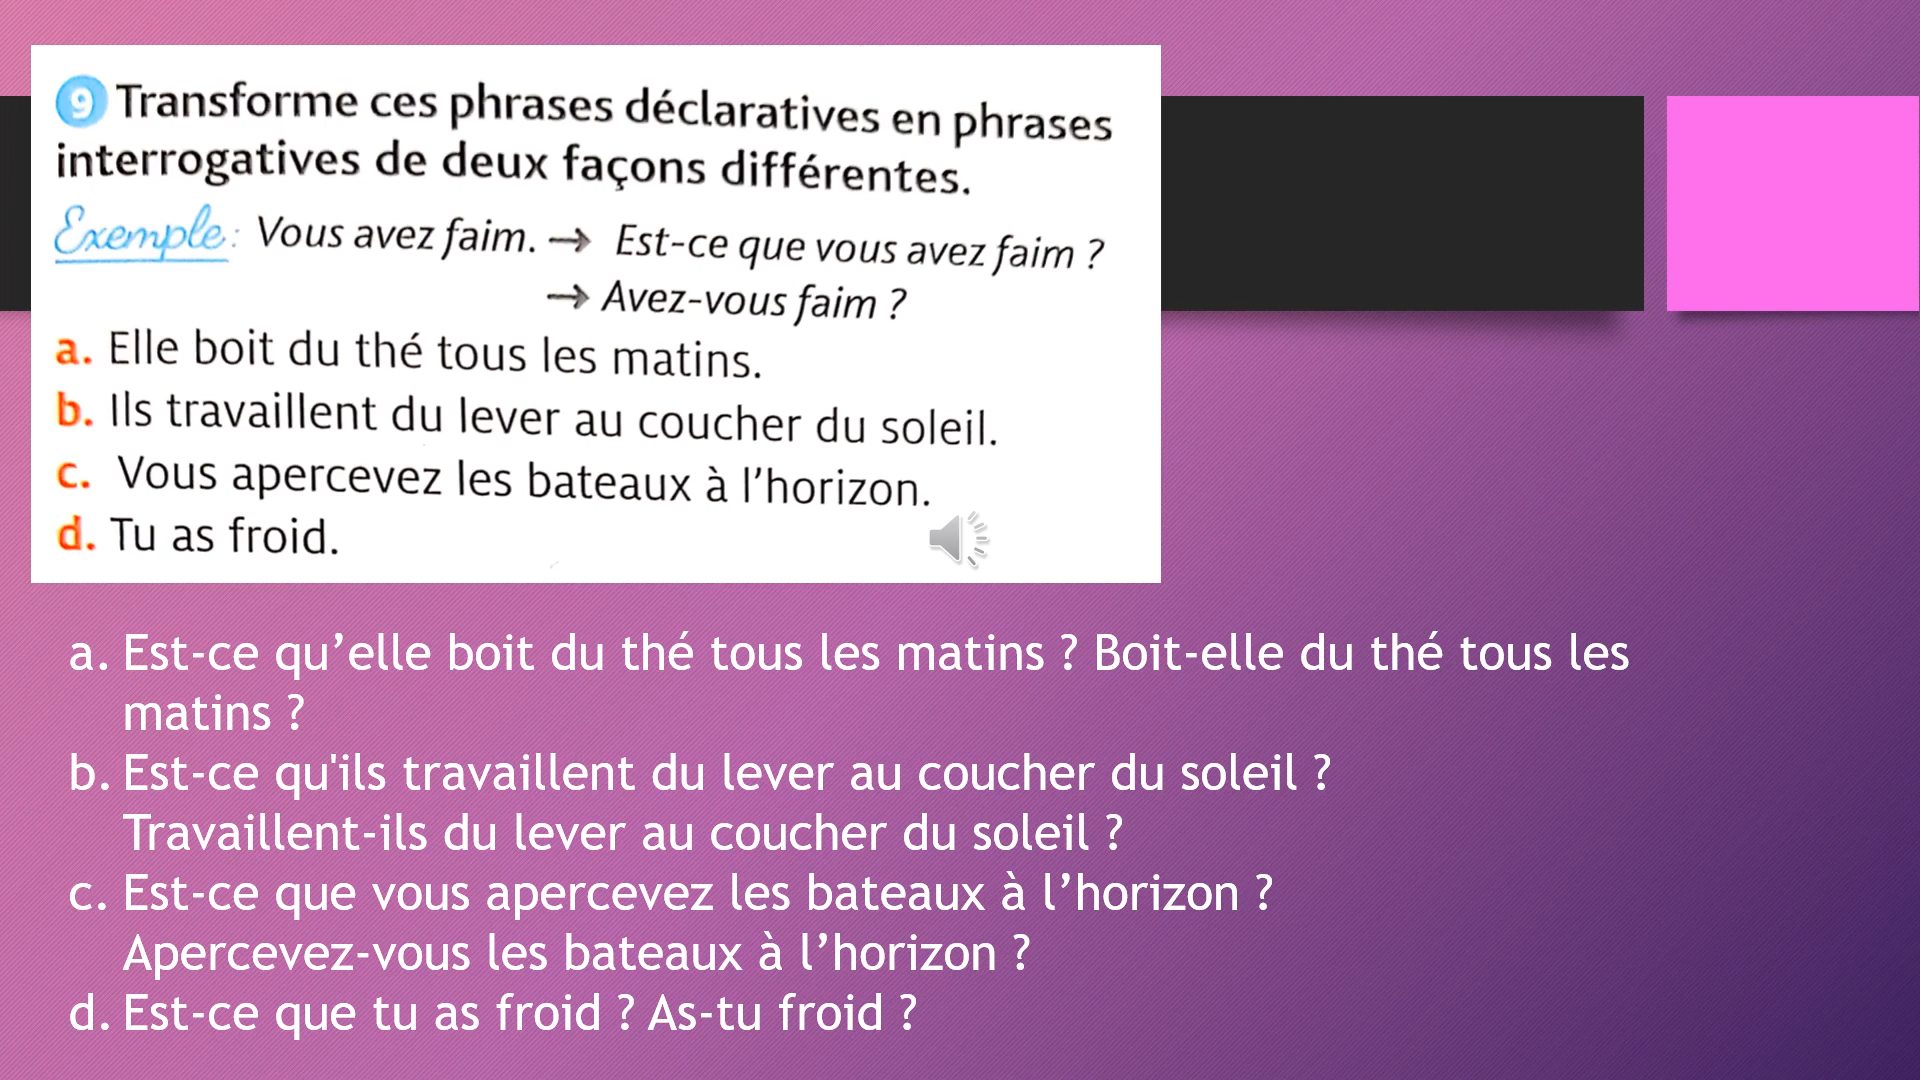 9 Transforme ces phrases déclaratives en phrases
interrogatives de deux façons différentes.
Exemple : Vous avez faim. → Est-ce que vous avez faim ?
→ Avez-vous faim ?
a. Elle boit du thé tous les matins.
b. Ils travaillent du lever au coucher du soleil.
c. Vous apercevez les bateaux à l'horizon.
d. Tu as froid.
a. Est-ce qu’elle boit du thé tous les matins ? Boit-elle du thé tous les
matins ?
b. Est-ce qu'ils travaillent du lever au coucher du soleil ?
Travaillent-ils du lever au coucher du soleil ?
c. Est-ce que vous apercevez les bateaux à l’horizon ?
Apercevez-vous les bateaux à l’horizon ?
d. Est-ce que tu as froid ? As-tu froid ?